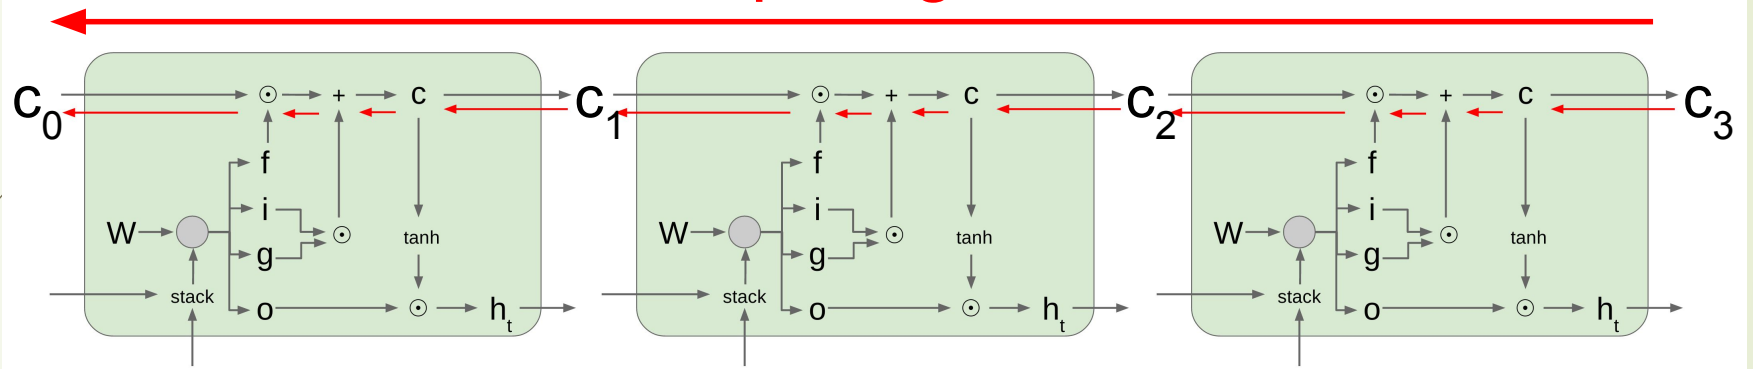 C0 ⊙ + c C1 ⊙ + c C2 ⊙ + c C3
f f f
i i i
W ⊙ tanh W ⊙ tanh W ⊙ tanh
g g g
stack stack stack
o ⊙ ht o ⊙ ht o ⊙ ht